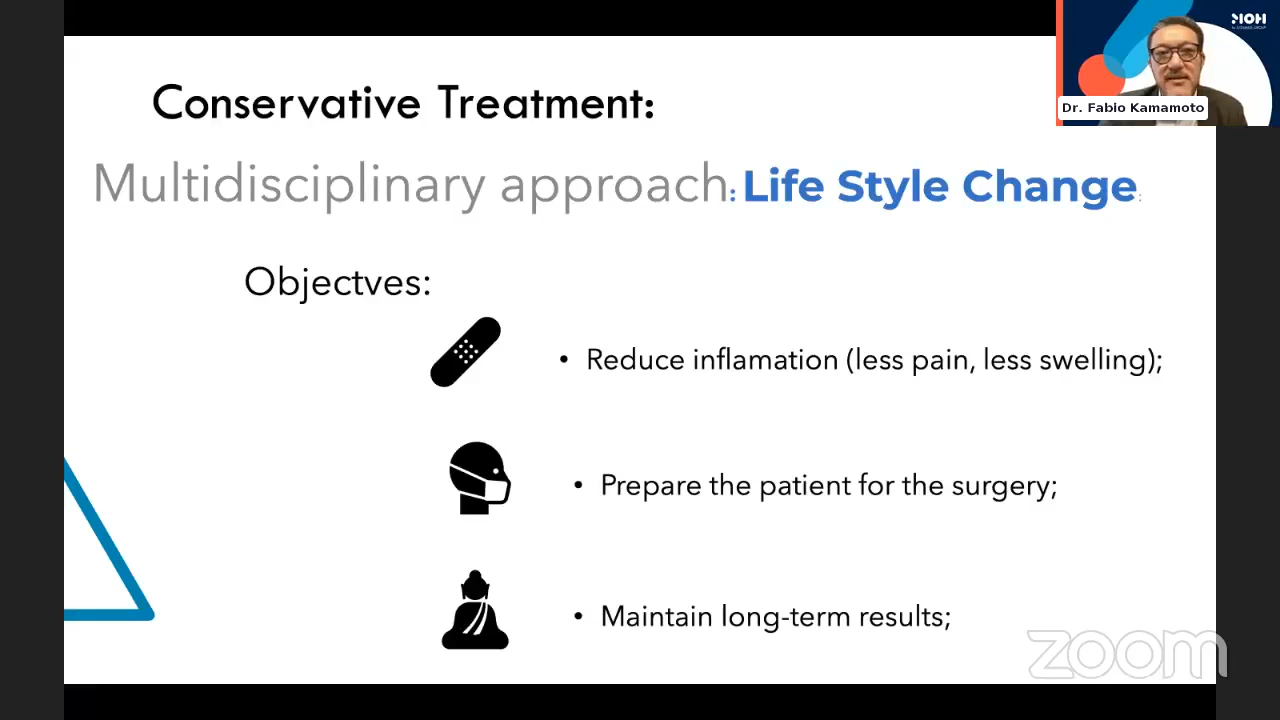 Conservative Treatment:
Multidisciplinary approach: Life Style Change:
Objectves:
• Reduce inflamation (less pain, less swelling);
• Prepare the patient for the surgery;
• Maintain long-term results;
Dr. Fabio Kamamoto
zoom